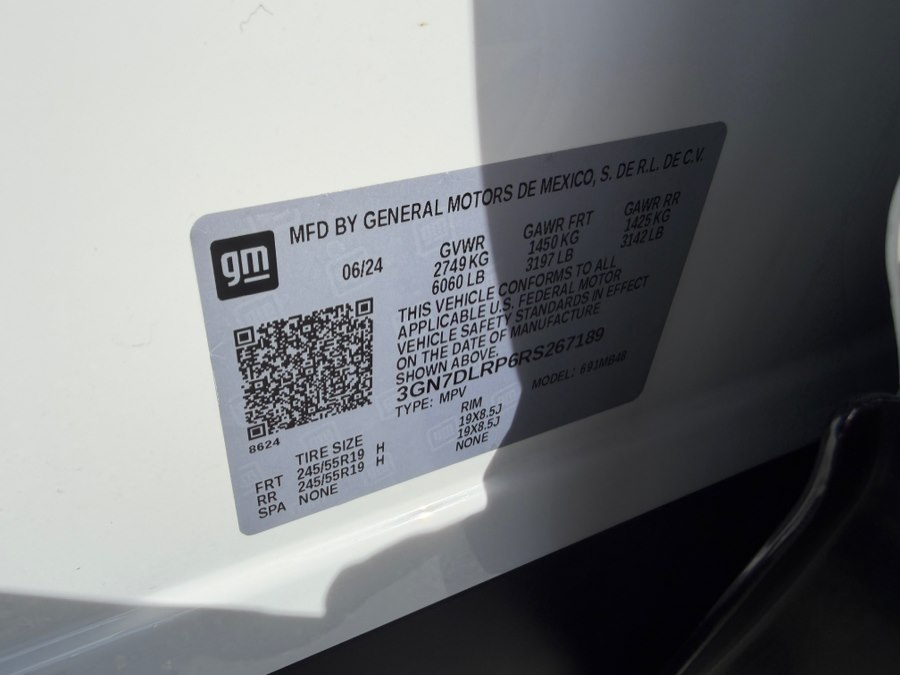 MFD BY GENERAL MOTORS DE MEXICO, S. DE R.L. DE C.V.
gm
06/24
GVWR GAWR FRT GAWR RR
2749 KG 1450 KG 1425 KG
6060 LB 3197 LB 3142 LB
THIS VEHICLE CONFORMS TO ALL
APPLICABLE U.S. FEDERAL MOTOR
VEHICLE SAFETY STANDARDS IN EFFECT
ON THE DATE OF MANUFACTURE
SHOWN ABOVE.
3GN7DLRP6RS267189
TYPE: MPV MODEL: 691MB48
8624
TIRE SIZE RIM
FRT 245/55R19 H 19X8.5J
RR 245/55R19 H 19X8.5J
SPA NONE NONE